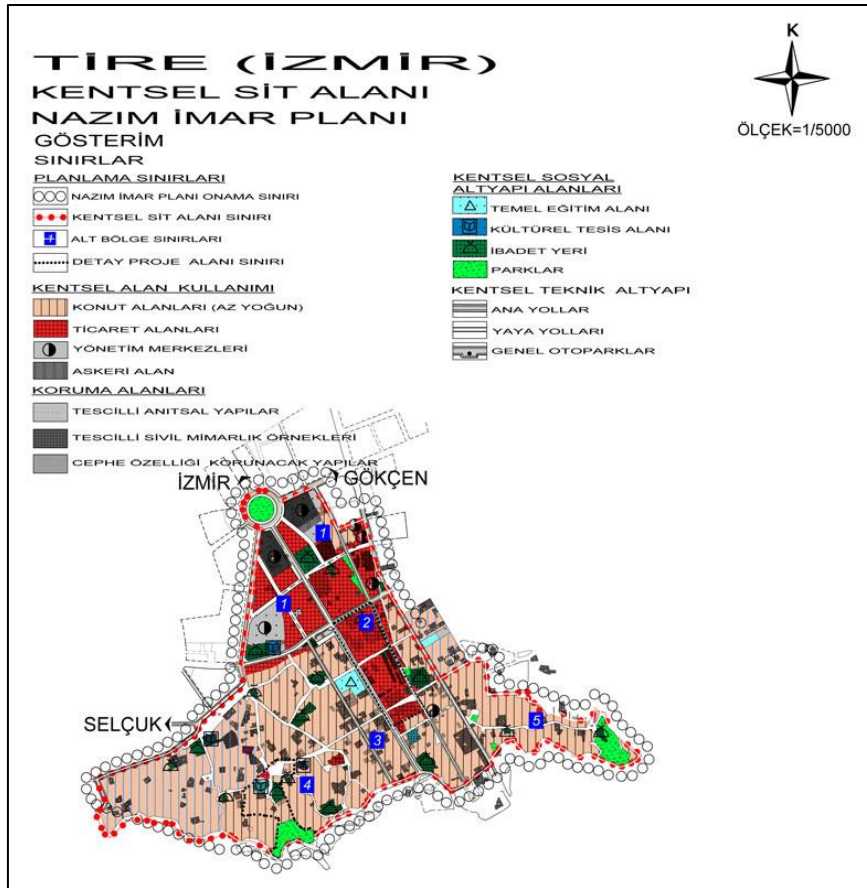 TİRE (İZMİR)
KENTSEL SİT ALANI
NAZIM İMAR PLANI
GÖSTERİM
SINIRLAR
PLANLAMA SINIRLARI
NAZIM İMAR PLANI ONAMA SINIRI
KENTSEL SİT ALANI SINIRI
4 ALT BÖLGE SINIRLARI
DETAY PROJE ALANI SINIRI
KENTSEL ALAN KULLANIMI
KONUT ALANLARI (AZ YOĞUN)
TİCARET ALANLARI
YÖNETİM MERKEZLERİ
ASKERİ ALAN
KORUMA ALANLARI
TESCİLLİ ANITSAL YAPILAR
TESCİLLİ SİVİL MİMARLIK ÖRNEKLERİ
CEPHE ÖZELLİĞİ KORUNACAK YAPILAR
K
ÖLÇEK=1/5000
KENTSEL SOSYAL
ALTYAPI ALANLARI
TEMEL EĞİTİM ALANI
KÜLTÜREL TESİS ALANI
İBADET YERİ
PARKLAR
KENTSEL TEKNİK ALTYAPI
ANA YOLLAR
YAYA YOLLARI
GENEL OTOPARKLAR
İZMİR
GÖKÇEN
1
1
2
SELÇUK
3
5
4